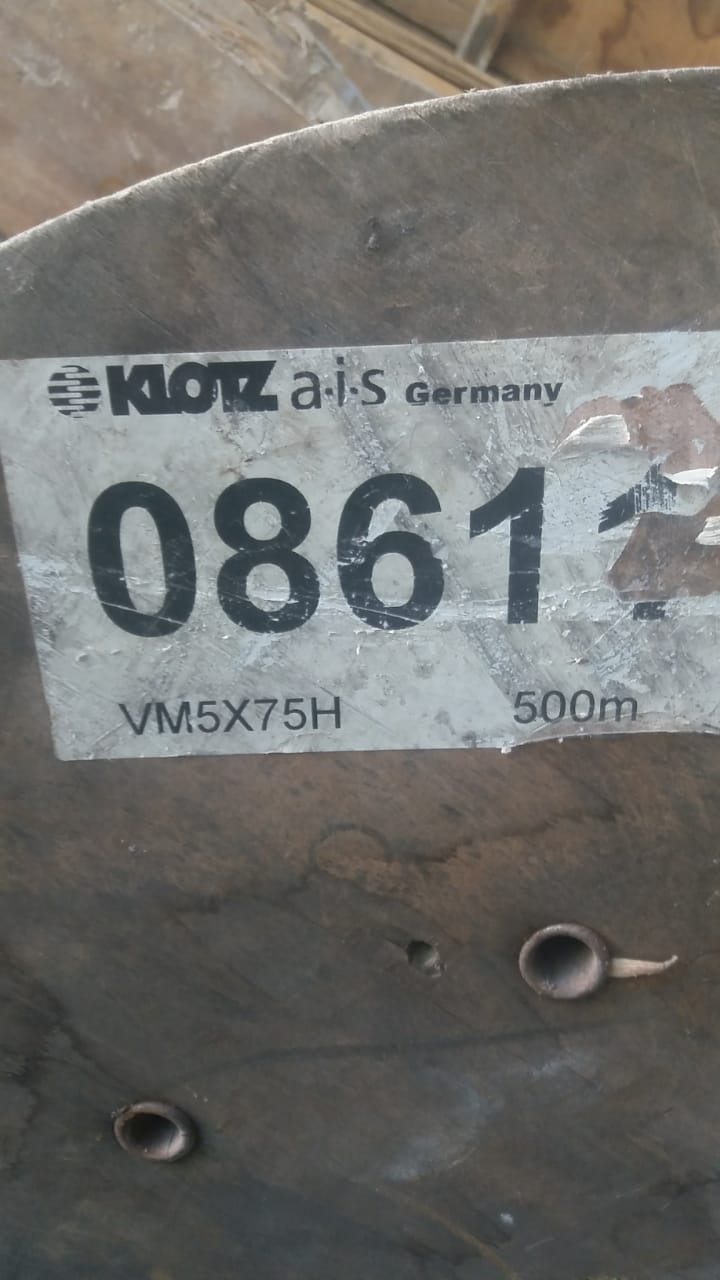 KLOTZ a·i·s Germany
0861
VM5X75H 500m